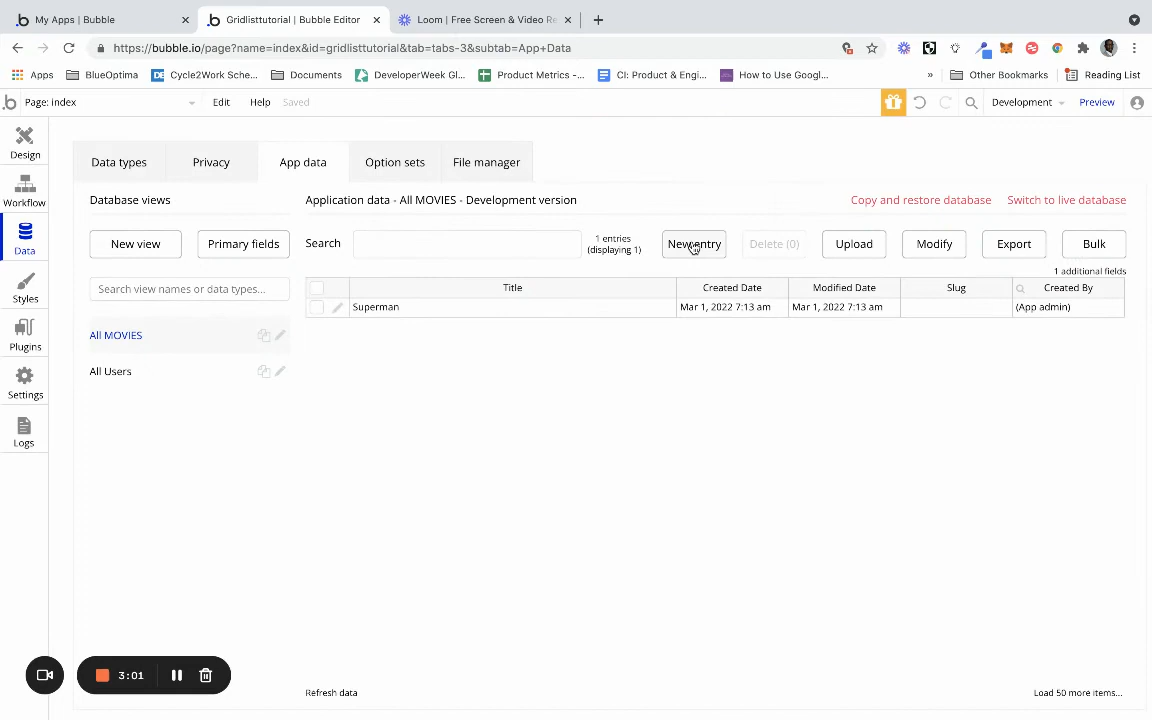 My Apps | Bubble
Gridlisttutorial | Bubble Editor
Loom | Free Screen & Video Re
https://bubble.io/page?name=index&id=gridlisttutorial&tab=tabs-3&subtab=App+Data
Apps
BlueOptima
Cycle2Work Sche...
Documents
DeveloperWeek Gl...
Product Metrics -...
CI: Product & Engi...
How to Use Googl...
»
Other Bookmarks
Reading List
Page: index
Edit
Help
Saved
Development
Preview
Design
Workflow
Data
Styles
Plugins
Settings
Logs
Data types
Privacy
App data
Option sets
File manager
Database views
Application data - All MOVIES - Development version
Copy and restore database
Switch to live database
New view
Primary fields
Search
1 entries
(displaying 1)
New entry
Delete (0)
Upload
Modify
Export
Bulk
1 additional fields
Search view names or data types...
Title
Created Date
Modified Date
Slug
Created By
Superman
Mar 1, 2022 7:13 am
Mar 1, 2022 7:13 am
(App admin)
All MOVIES
All Users
3:01
Refresh data
Load 50 more items...